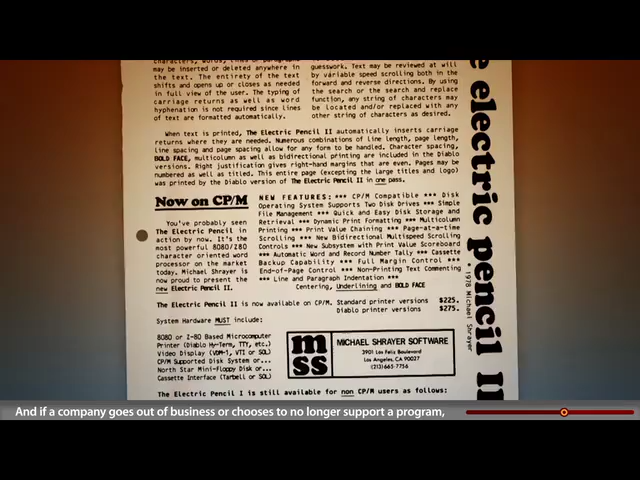 characters, words, lines or paragraphs
may be inserted or deleted anywhere in
the text. The entirety of the text
shifts and opens up or closes as needed
in full view of the user. The typing of
carriage returns as well as word
hyphenation is not required since lines
of text are formatted automatically.
guesswork. Text may be reviewed at will
by variable speed scrolling both in the
forward and reverse directions. By using
the search or the search and replace
function, any string of characters may
be located and/or replaced with any
other string of characters as desired.
When text is printed, The Electric Pencil II automatically inserts carriage
returns where they are needed. Numerous combinations of line length, page length,
line spacing and page spacing allow for any form to be handled. Character spacing,
BOLD FACE, multicolumn as well as bidirectional printing are included in the Diablo
versions. Right justification gives right-hand margins that are even. Pages may be
numbered as well as titled. This entire page (excepting the large titles and logo)
was printed by the Diablo version of The Electric Pencil II in one pass.
Now on CP/M
You've probably seen
The Electric Pencil in
action by now. It's the
most powerful 8080/Z80
character oriented word
processor on the market
today. Michael Shrayer is
now proud to present the
new Electric Pencil II.
NEW FEATURES: *** CP/M Compatible *** Disk
Operating System Supports Two Disk Drives *** Simple
File Management *** Quick and Easy Disk Storage and
Retrieval *** Dynamic Print Formatting *** Multicolumn
Printing *** Print Value Chaining *** Page-at-a-time
Scrolling *** New Bidirectional Multispeed Scrolling
Controls *** New Subsystem with Print Value Scoreboard
*** Automatic Word and Record Number Tally *** Cassette
Backup Capability *** Full Margin Control ***
End-of-Page Control *** Non-Printing Text Commenting
*** Line and Paragraph Indentation ***
Centering, Underlining and BOLD FACE
The Electric Pencil II is now available on CP/M. Standard printer versions $225.
Diablo printer versions $275.
System Hardware MUST include:
8080 or Z-80 Based Microcomputer
Printer (Diablo Hy-Term, TTY, etc.)
Video Display (VDM-1, VTI or SOL)
CP/M Supported Disk System or...
North Star Mini-Floppy Disk or...
Cassette Interface (Tarbell or SOL)
mss
MICHAEL SHRAYER SOFTWARE
3901 Los Feliz Boulevard
Los Angeles, CA 90027
(213) 665-7756
The Electric Pencil I is still available for non CP/M users as follows:
e electric pencil II
* 1978 Michael Shrayer
And if a company goes out of business or chooses to no longer support a program,